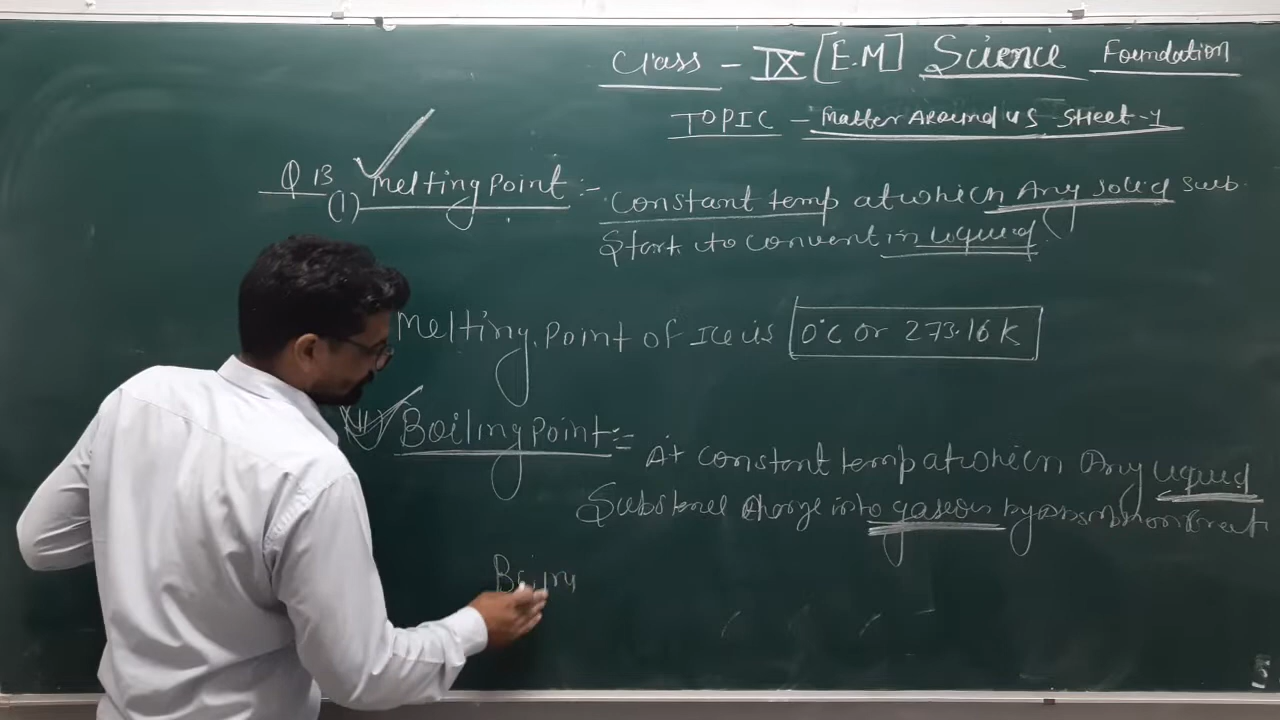 Class - IX [E.M] Science Foundation
TOPIC - Matter Around us Sheet-1
Q 13 (1) Melting Point :- Constant temp at which Any solid sub.
Start to convent in liquid.
Melting Point of Ice is 0°C or 273.16 K
(II) Boiling Point :- At constant temp at which Any liquid
Substance change into gaseous by absorption of heat
Boiling
5